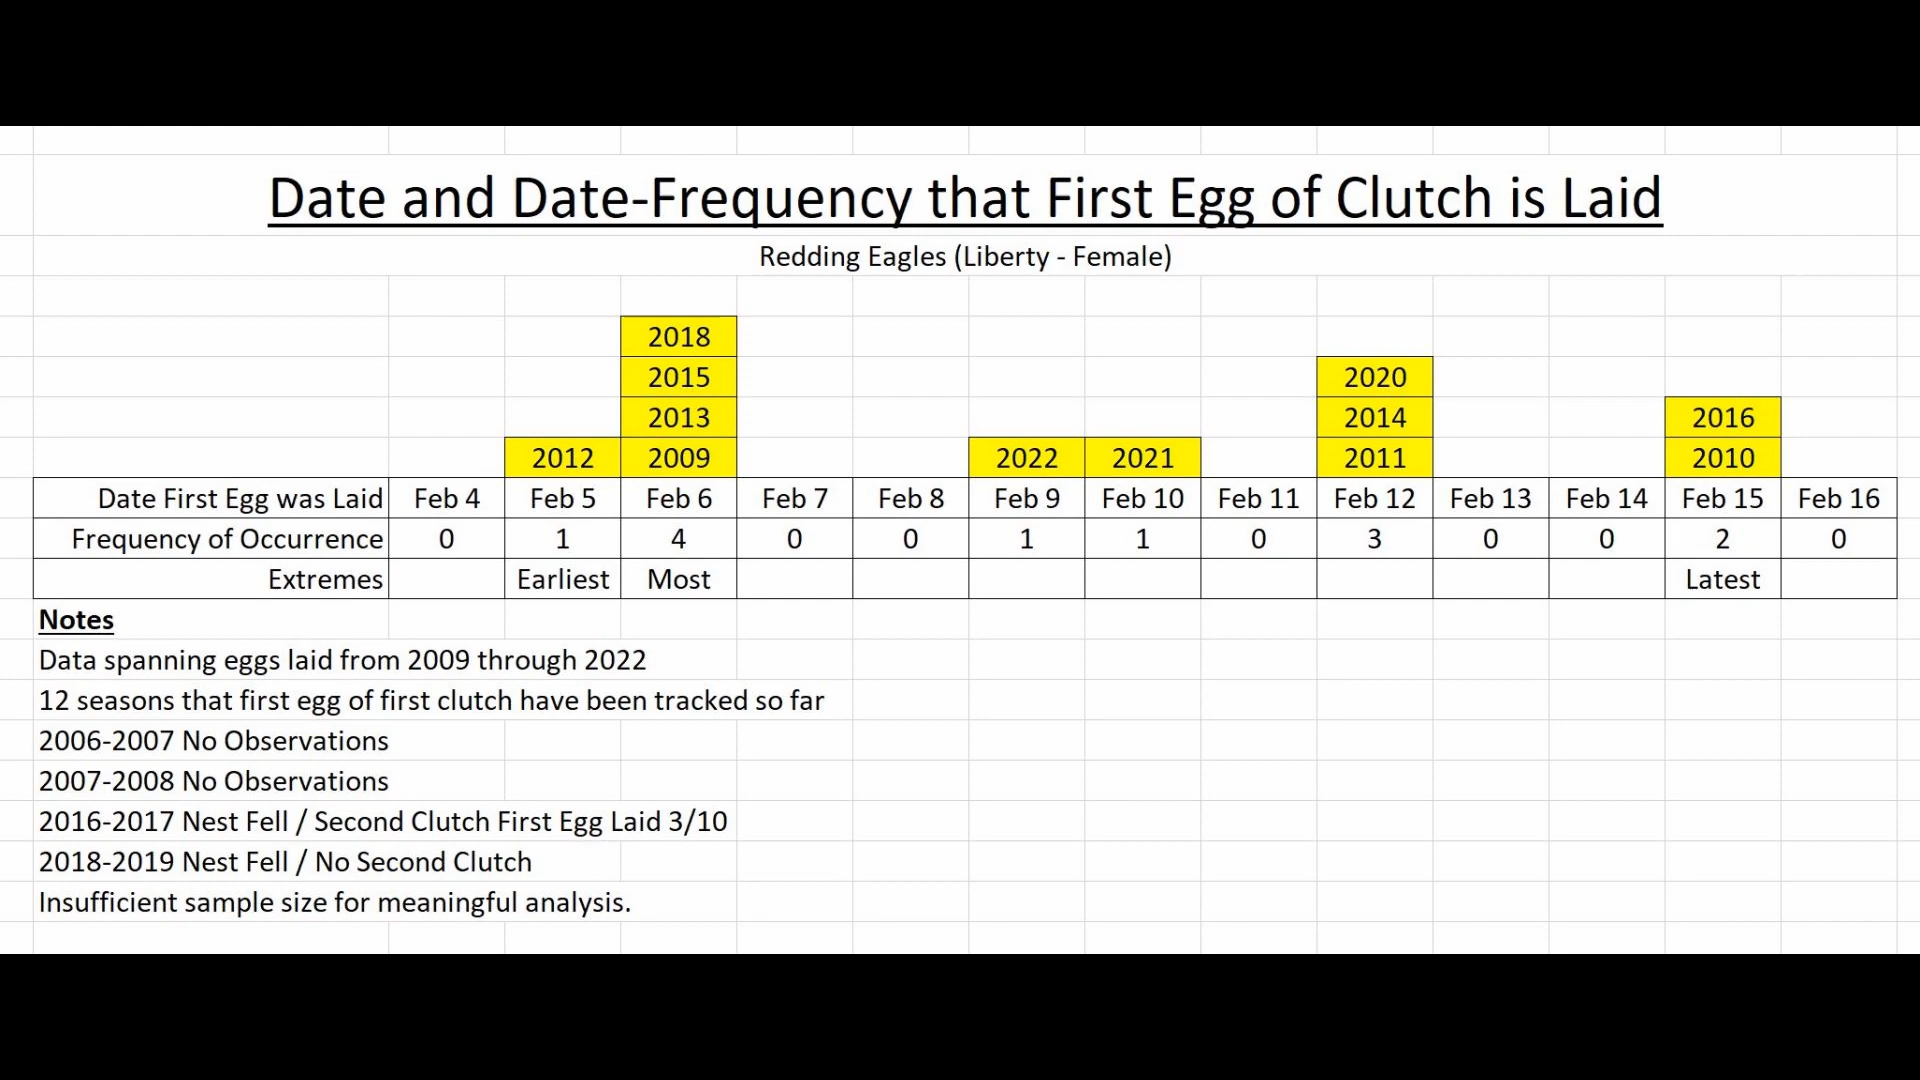 Date and Date-Frequency that First Egg of Clutch is Laid
Redding Eagles (Liberty - Female)
2018
2015 2020
2013 2014 2016
2012 2009 2022 2021 2011 2010
Date First Egg was Laid Feb 4 Feb 5 Feb 6 Feb 7 Feb 8 Feb 9 Feb 10 Feb 11 Feb 12 Feb 13 Feb 14 Feb 15 Feb 16
Frequency of Occurrence 0 1 4 0 0 1 1 0 3 0 0 2 0
Extremes Earliest Most Latest
Notes
Data spanning eggs laid from 2009 through 2022
12 seasons that first egg of first clutch have been tracked so far
2006-2007 No Observations
2007-2008 No Observations
2016-2017 Nest Fell / Second Clutch First Egg Laid 3/10
2018-2019 Nest Fell / No Second Clutch
Insufficient sample size for meaningful analysis.